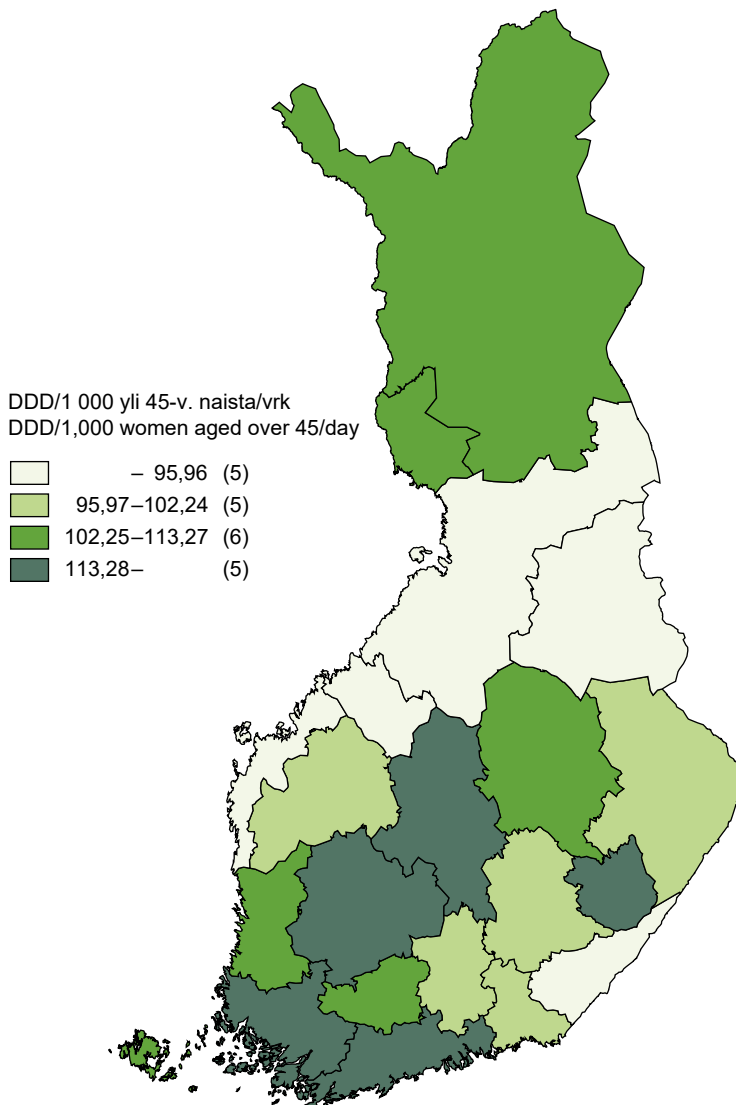 DDD/1 000 yli 45-v. naista/vrk
DDD/1,000 women aged over 45/day
– 95,96 (5)
95,97–102,24 (5)
102,25–113,27 (6)
113,28– (5)